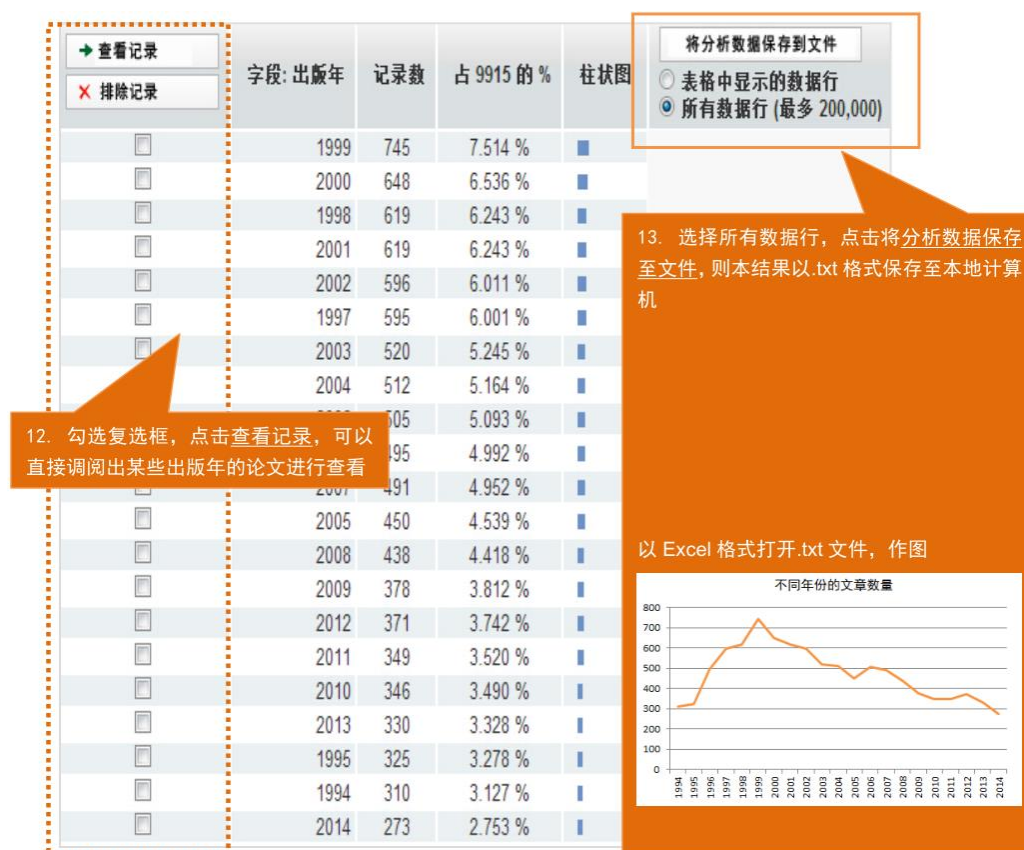 查看记录
排除记录
字段: 出版年 记录数 占 9915 的 % 柱状图
将分析数据保存到文件
表格中显示的数据行
所有数据行 (最多 200,000)
1999 745 7.514 %
2000 648 6.536 %
1998 619 6.243 %
2001 619 6.243 %
2002 596 6.011 %
1997 595 6.001 %
2003 520 5.245 %
2004 512 5.164 %
5.093 %
4.992 %
2007 491 4.952 %
2005 450 4.539 %
2008 438 4.418 %
2009 378 3.812 %
2012 371 3.742 %
2011 349 3.520 %
2010 346 3.490 %
2013 330 3.328 %
1995 325 3.278 %
1994 310 3.127 %
2014 273 2.753 %
12. 勾选复选框，点击查看记录，可以
直接调阅出某些出版年的论文进行查看
13. 选择所有数据行，点击将分析数据保存
至文件，则本结果以.txt 格式保存至本地计算
机
以 Excel 格式打开.txt 文件，作图
不同年份的文章数量
800
700
600
500
400
300
200
100
0
1994 1995 1996 1997 1998 1999 2000 2001 2002 2003 2004 2005 2006 2007 2008 2009 2010 2011 2012 2013 2014